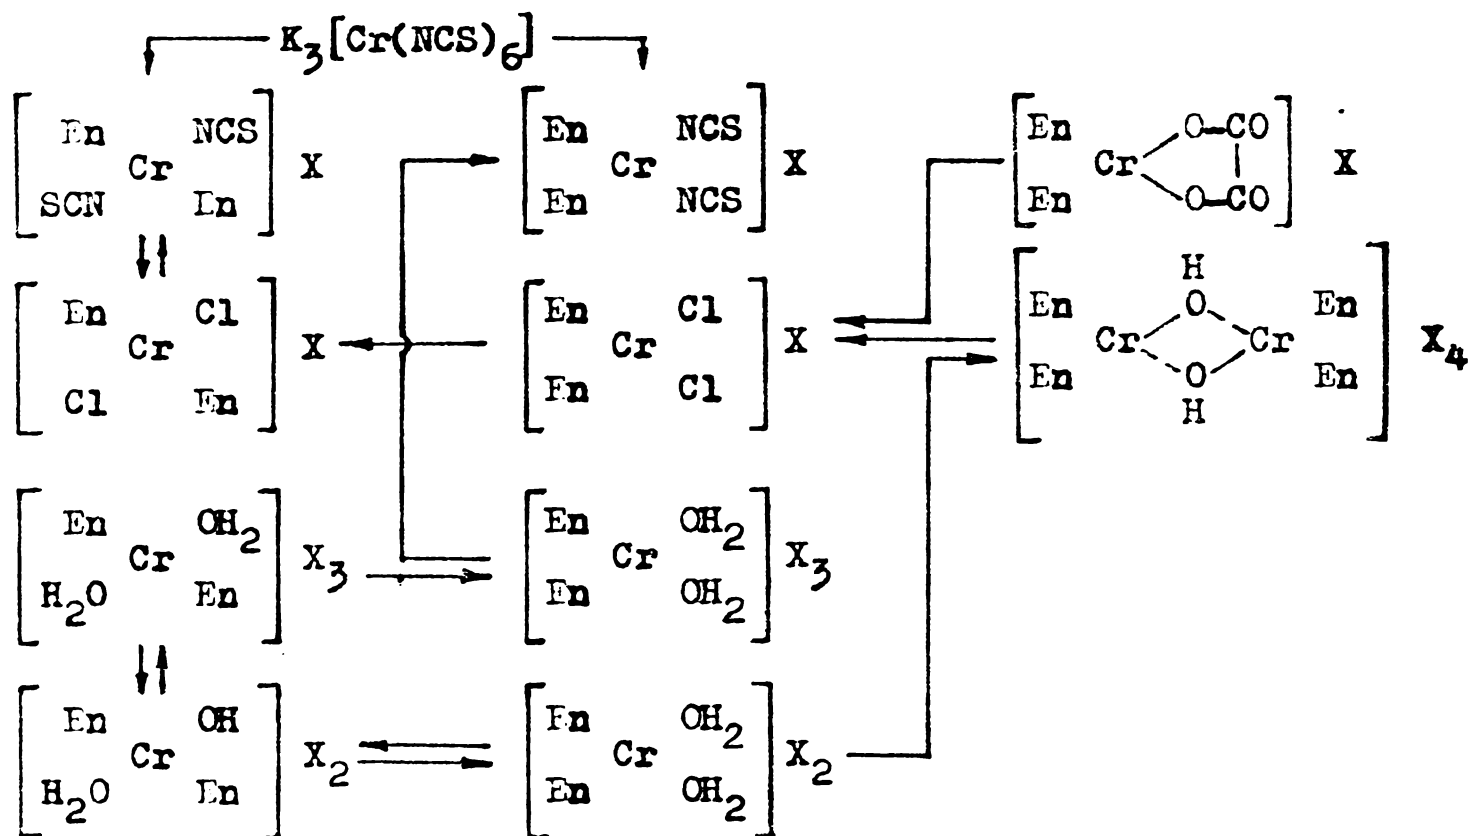 K3[Cr(NCS)6]
En NCS En NCS En O-CO
Cr X Cr X Cr X
SCN En En NCS En O-CO
H
En Cl En Cl En O En
Cr X Cr X Cr Cr X4
Cl En En Cl En O En
H
En OH2 En OH2
Cr X3 Cr X3
H2O En En OH2
En OH En OH2
Cr X2 Cr X2
H2O En En OH2